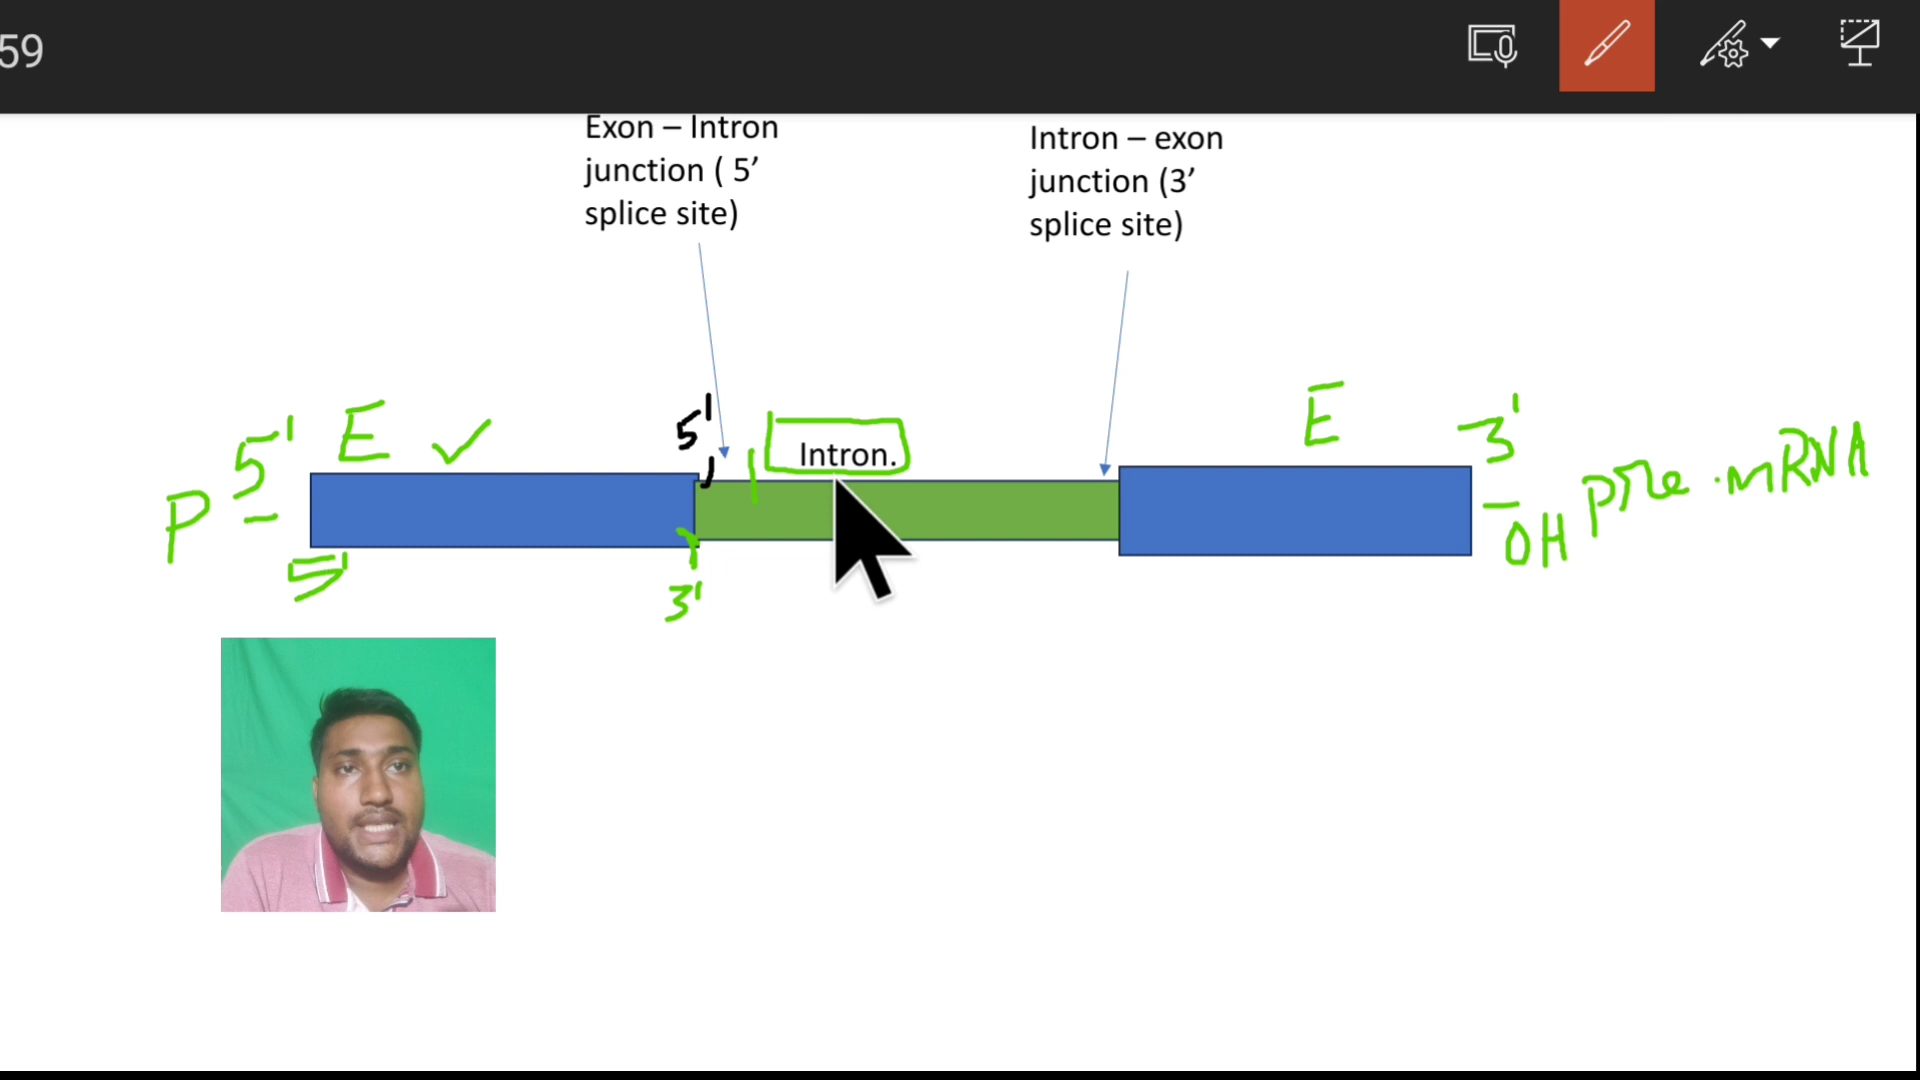 59
Exon – Intron
junction ( 5’
splice site)
Intron – exon
junction (3’
splice site)
5' E
5'
Intron.
E
3'
P
pre-mRNA
OH
5'
3'